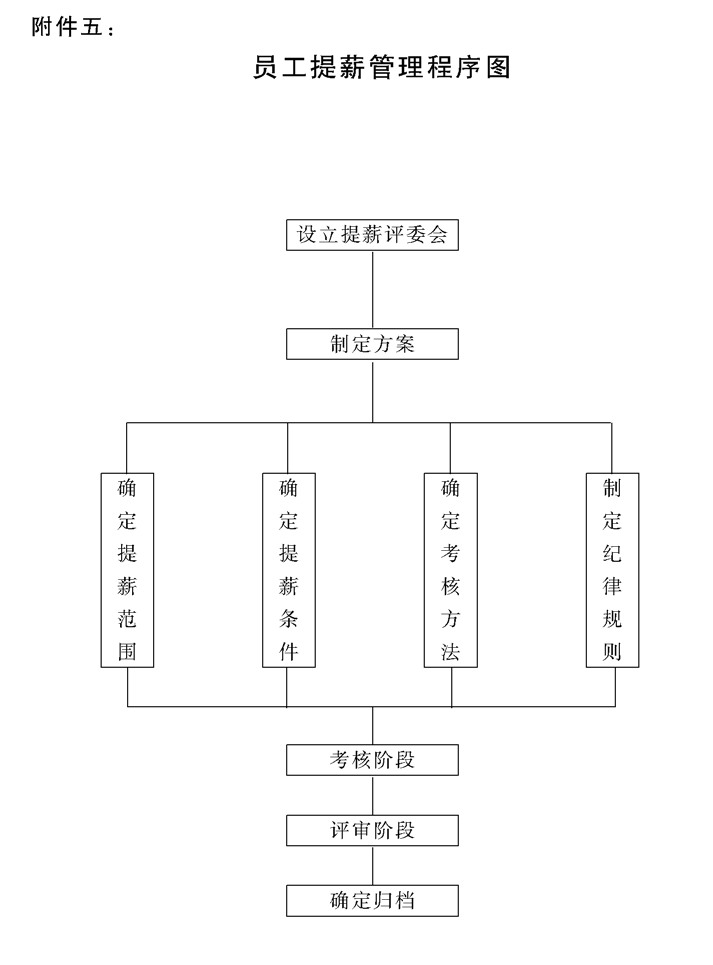 附件五：
员工提薪管理程序图
设立提薪评委会
制定方案
确定提薪范围
确定提薪条件
确定考核方法
制定纪律规则
考核阶段
评审阶段
确定归档